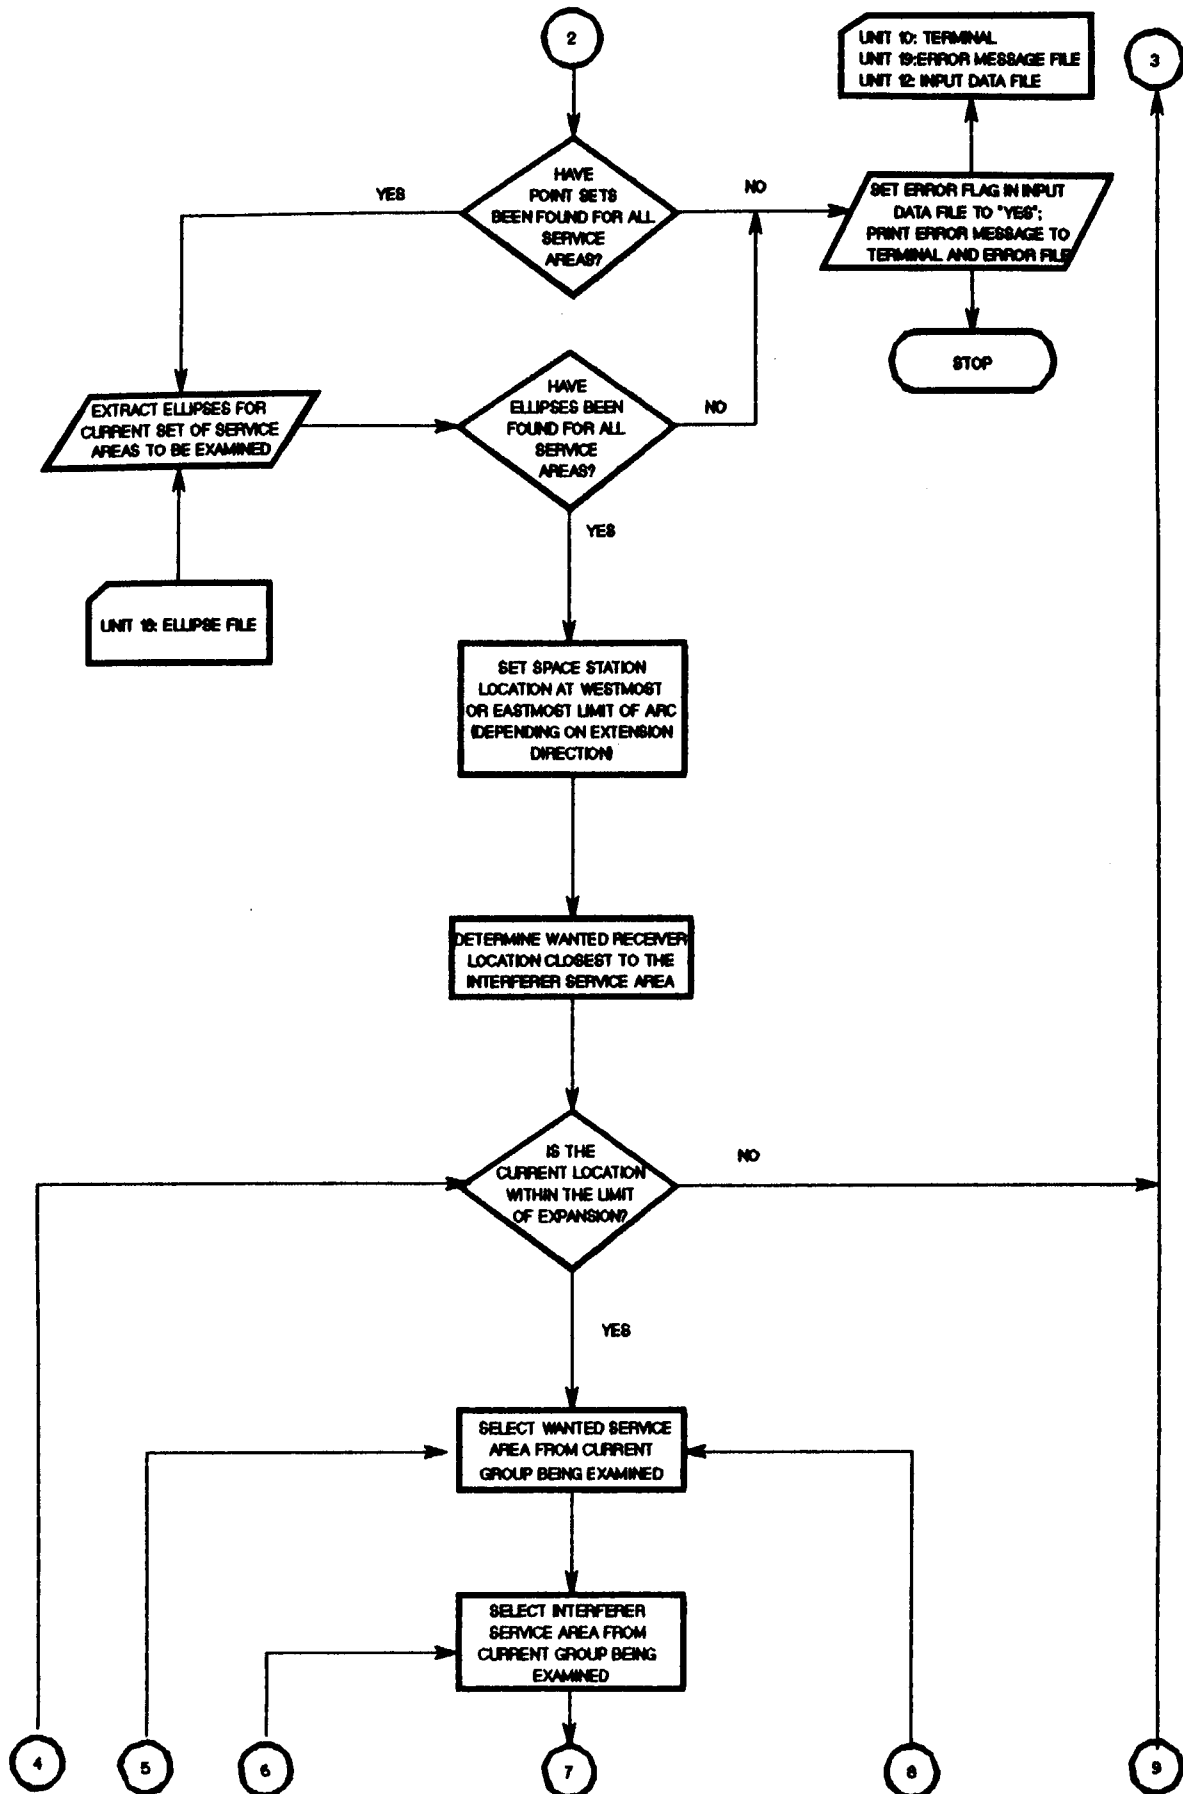 2
UNIT 10: TERMINAL
UNIT 19:ERROR MESSAGE FILE
UNIT 12: INPUT DATA FILE
3
HAVE
POINT SETS
BEEN FOUND FOR ALL
SERVICE
AREAS?
YES
NO
SET ERROR FLAG IN INPUT
DATA FILE TO "YES";
PRINT ERROR MESSAGE TO
TERMINAL AND ERROR FILE
STOP
EXTRACT ELLIPSES FOR
CURRENT SET OF SERVICE
AREAS TO BE EXAMINED
HAVE
ELLIPSES BEEN
FOUND FOR ALL
SERVICE
AREAS?
NO
YES
UNIT 18: ELLIPSE FILE
SET SPACE STATION
LOCATION AT WESTMOST
OR EASTMOST LIMIT OF ARC
(DEPENDING ON EXTENSION
DIRECTION)
DETERMINE WANTED RECEIVER
LOCATION CLOSEST TO THE
INTERFERER SERVICE AREA
IS THE
CURRENT LOCATION
WITHIN THE LIMIT
OF EXPANSION?
NO
YES
SELECT WANTED SERVICE
AREA FROM CURRENT
GROUP BEING EXAMINED
SELECT INTERFERER
SERVICE AREA FROM
CURRENT GROUP BEING
EXAMINED
4
5
6
7
8
9